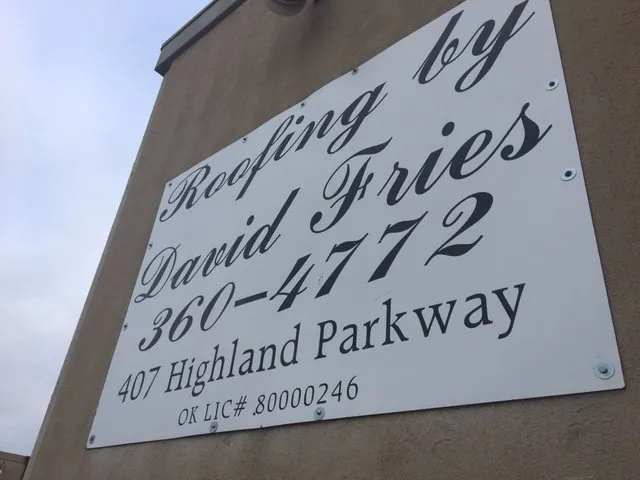 Roofing by
David Fries
360-4772
407 Highland Parkway
OK LIC# 80000246